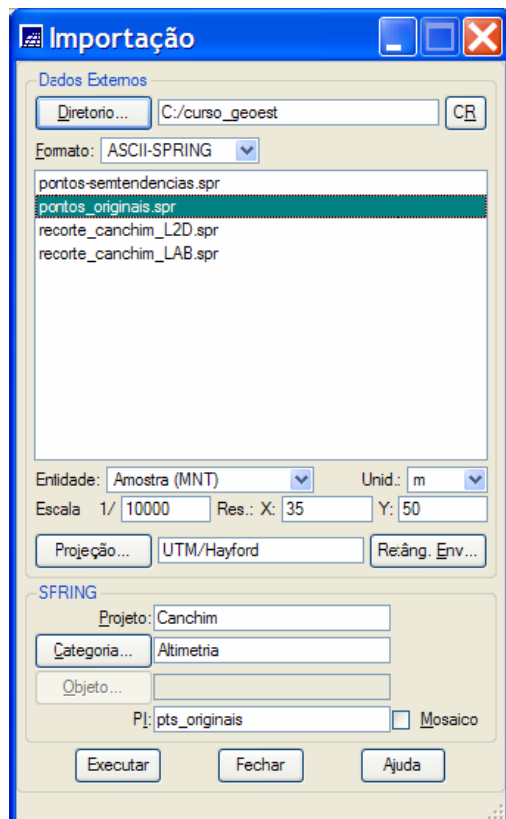 Importação
Dados Externos
Diretorio... C:/curso_geoest CR
Formato: ASCII-SPRING
pontos-semtendencias.spr
pontos_originais.spr
recorte_canchim_L2D.spr
recorte_canchim_LAB.spr
Entidade: Amostra (MNT) Unid.: m
Escala 1/ 10000 Res.: X: 35 Y: 50
Projeção... UTM/Hayford Retâng. Env...
SPRING
Projeto: Canchim
Categoria... Altimetria
Objeto...
PI: pts_originais Mosaico
Executar Fechar Ajuda